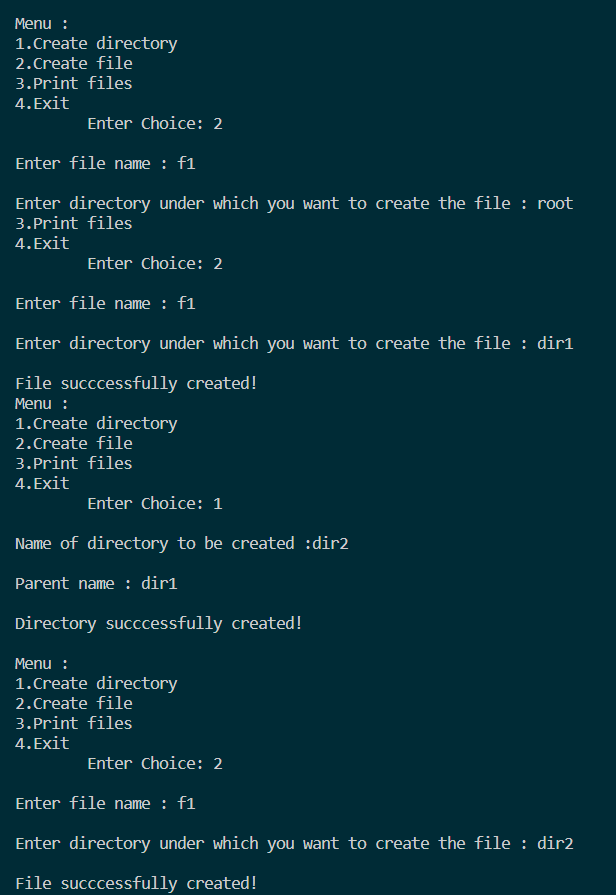 Menu :
1.Create directory
2.Create file
3.Print files
4.Exit
Enter Choice: 2
Enter file name : f1
Enter directory under which you want to create the file : root
3.Print files
4.Exit
Enter Choice: 2
Enter file name : f1
Enter directory under which you want to create the file : dir1
File succcessfully created!
Menu :
1.Create directory
2.Create file
3.Print files
4.Exit
Enter Choice: 1
Name of directory to be created :dir2
Parent name : dir1
Directory succcessfully created!
Menu :
1.Create directory
2.Create file
3.Print files
4.Exit
Enter Choice: 2
Enter file name : f1
Enter directory under which you want to create the file : dir2
File succcessfully created!